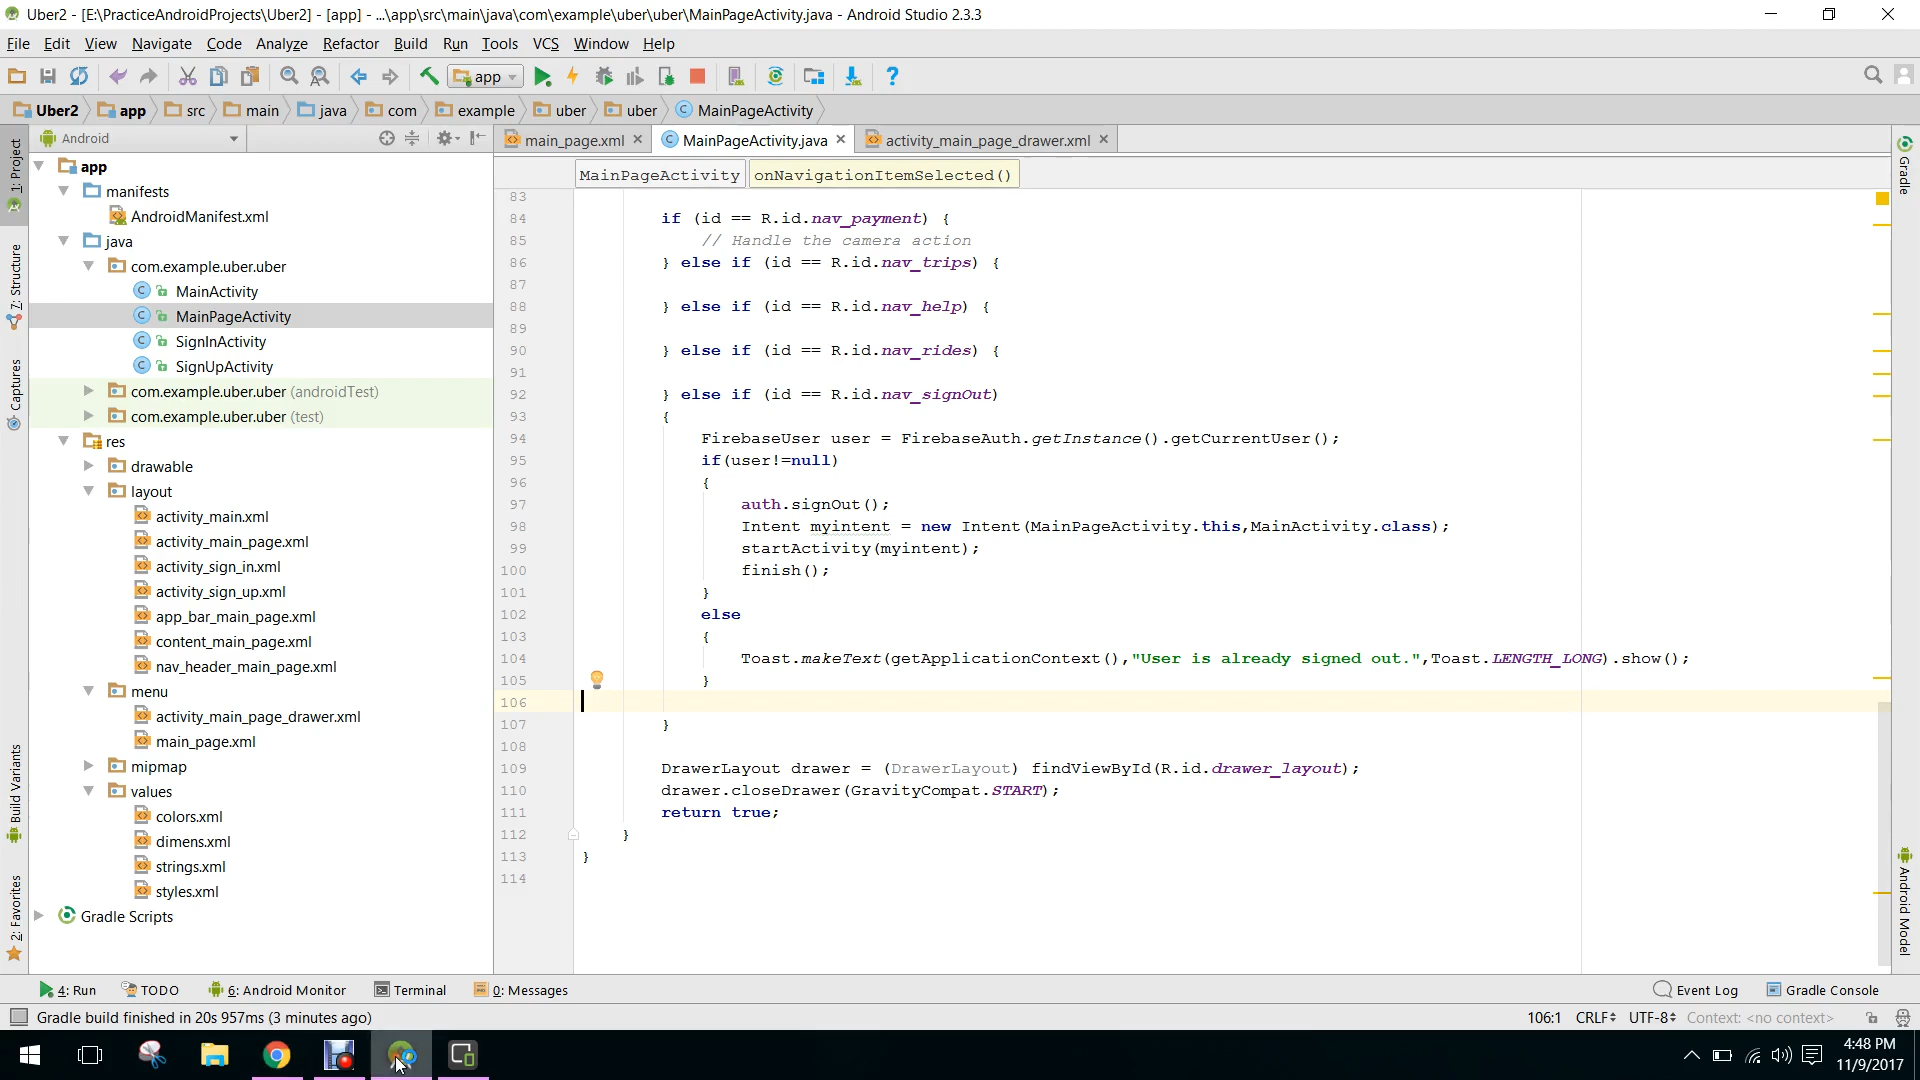 Uber2 - [E:\PracticeAndroidProjects\Uber2] - [app] - ...\app\src\main\java\com\example\uber\uber\MainPageActivity.java - Android Studio 2.3.3
File Edit View Navigate Code Analyze Refactor Build Run Tools VCS Window Help
app
Uber2 app src main java com example uber uber MainPageActivity
Android
main_page.xml MainPageActivity.java activity_main_page_drawer.xml
MainPageActivity onNavigationItemSelected()
1: Project
7: Structure
Captures
Build Variants
2: Favorites
app
manifests
AndroidManifest.xml
java
com.example.uber.uber
MainActivity
MainPageActivity
SignInActivity
SignUpActivity
com.example.uber.uber (androidTest)
com.example.uber.uber (test)
res
drawable
layout
activity_main.xml
activity_main_page.xml
activity_sign_in.xml
activity_sign_up.xml
app_bar_main_page.xml
content_main_page.xml
nav_header_main_page.xml
menu
activity_main_page_drawer.xml
main_page.xml
mipmap
values
colors.xml
dimens.xml
strings.xml
styles.xml
Gradle Scripts
83
84 if (id == R.id.nav_payment) {
85 // Handle the camera action
86 } else if (id == R.id.nav_trips) {
87
88 } else if (id == R.id.nav_help) {
89
90 } else if (id == R.id.nav_rides) {
91
92 } else if (id == R.id.nav_signOut)
93 {
94 FirebaseUser user = FirebaseAuth.getInstance().getCurrentUser();
95 if(user!=null)
96 {
97 auth.signOut();
98 Intent myintent = new Intent(MainPageActivity.this,MainActivity.class);
99 startActivity(myintent);
100 finish();
101 }
102 else
103 {
104 Toast.makeText(getApplicationContext(),"User is already signed out.",Toast.LENGTH_LONG).show();
105 }
106
107 }
108
109 DrawerLayout drawer = (DrawerLayout) findViewById(R.id.drawer_layout);
110 drawer.closeDrawer(GravityCompat.START);
111 return true;
112 }
113 }
114
Gradle
Android Model
4: Run TODO 6: Android Monitor Terminal 0: Messages Event Log Gradle Console
Gradle build finished in 20s 957ms (3 minutes ago) 106:1 CRLF UTF-8 Context: <no context>
4:48 PM
11/9/2017